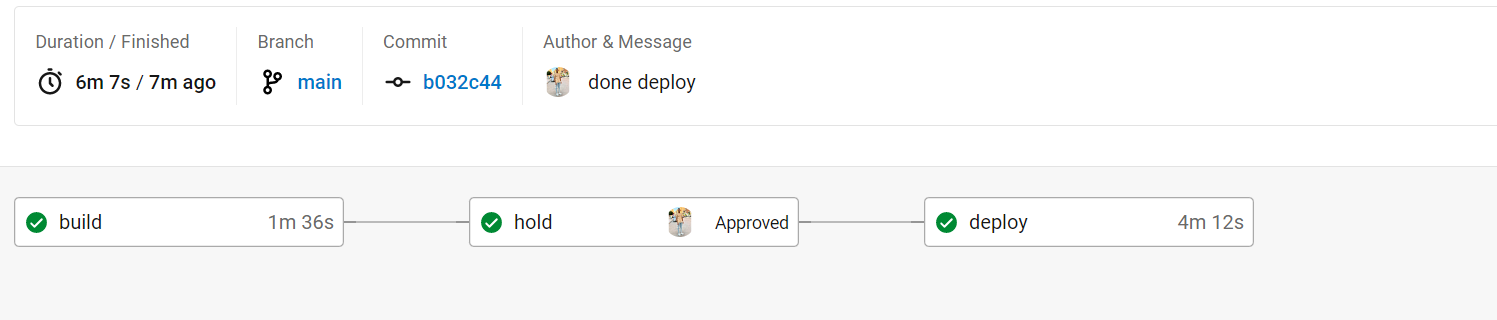 Duration / Finished
Branch
Commit
Author & Message
6m 7s / 7m ago
main
b032c44
done deploy
build
1m 36s
hold
Approved
deploy
4m 12s